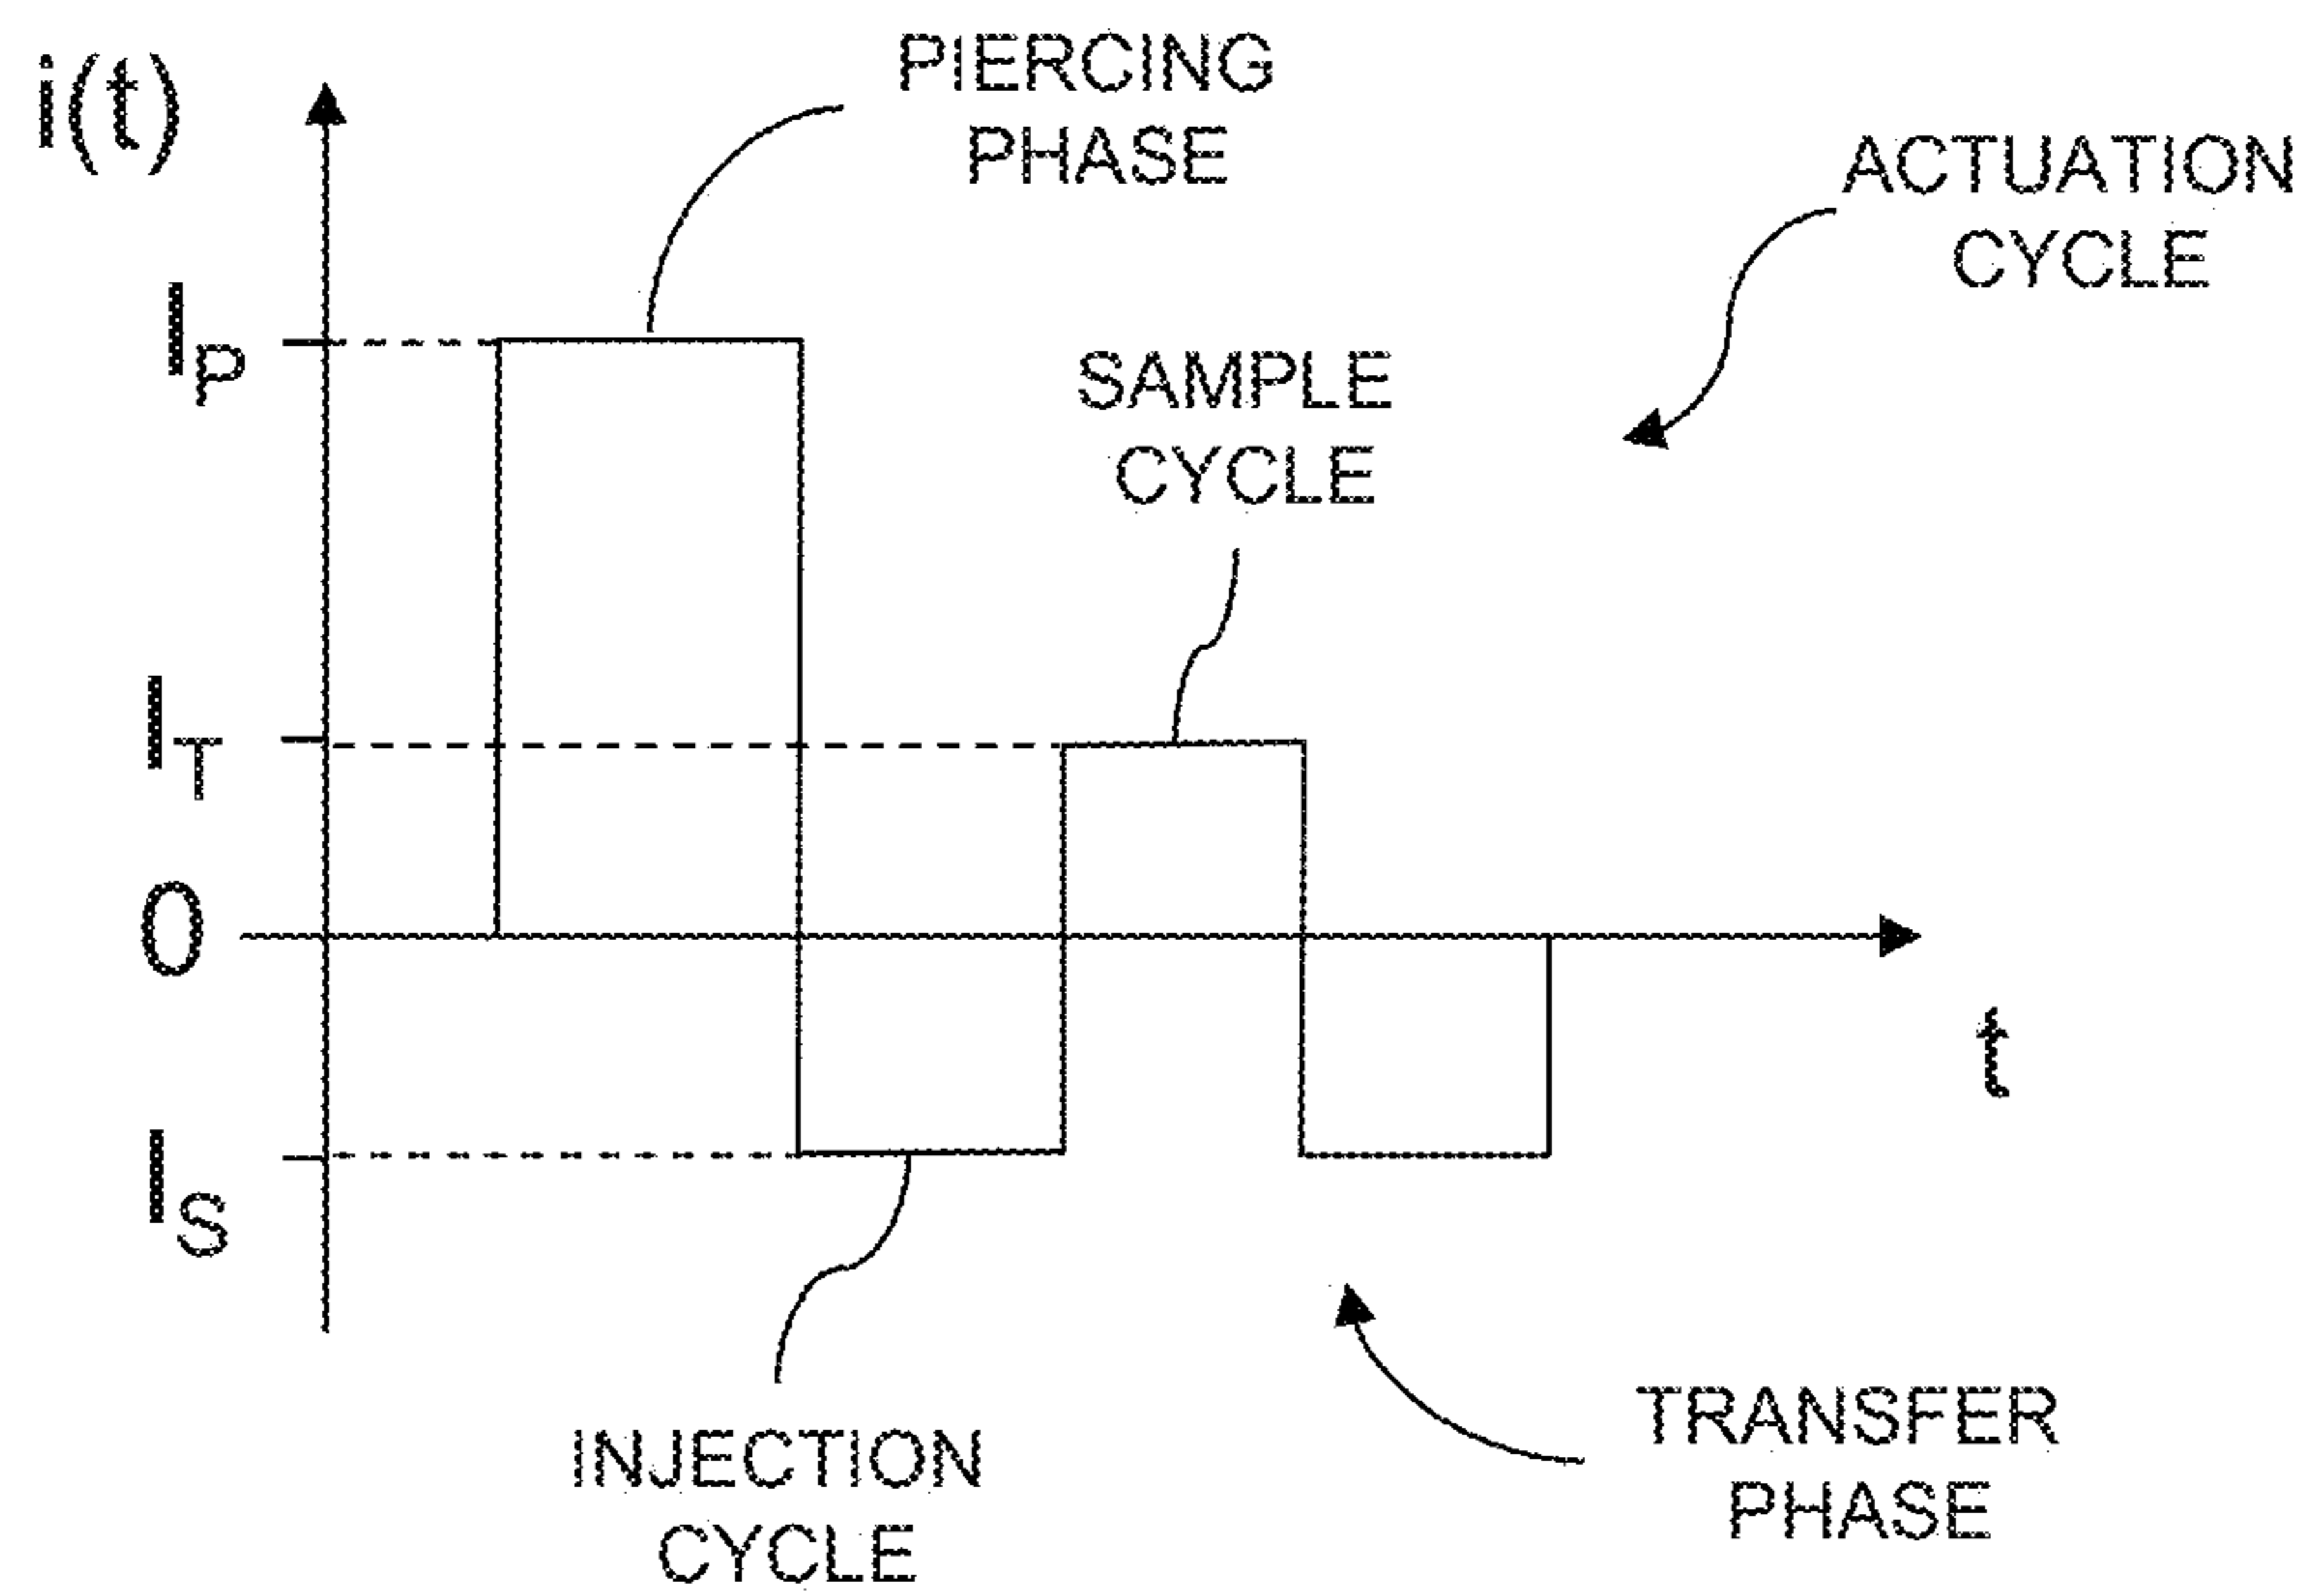 i(t)
PIERCING
PHASE
ACTUATION
CYCLE
I_P
SAMPLE
CYCLE
I_T
0
t
I_S
INJECTION
CYCLE
TRANSFER
PHASE